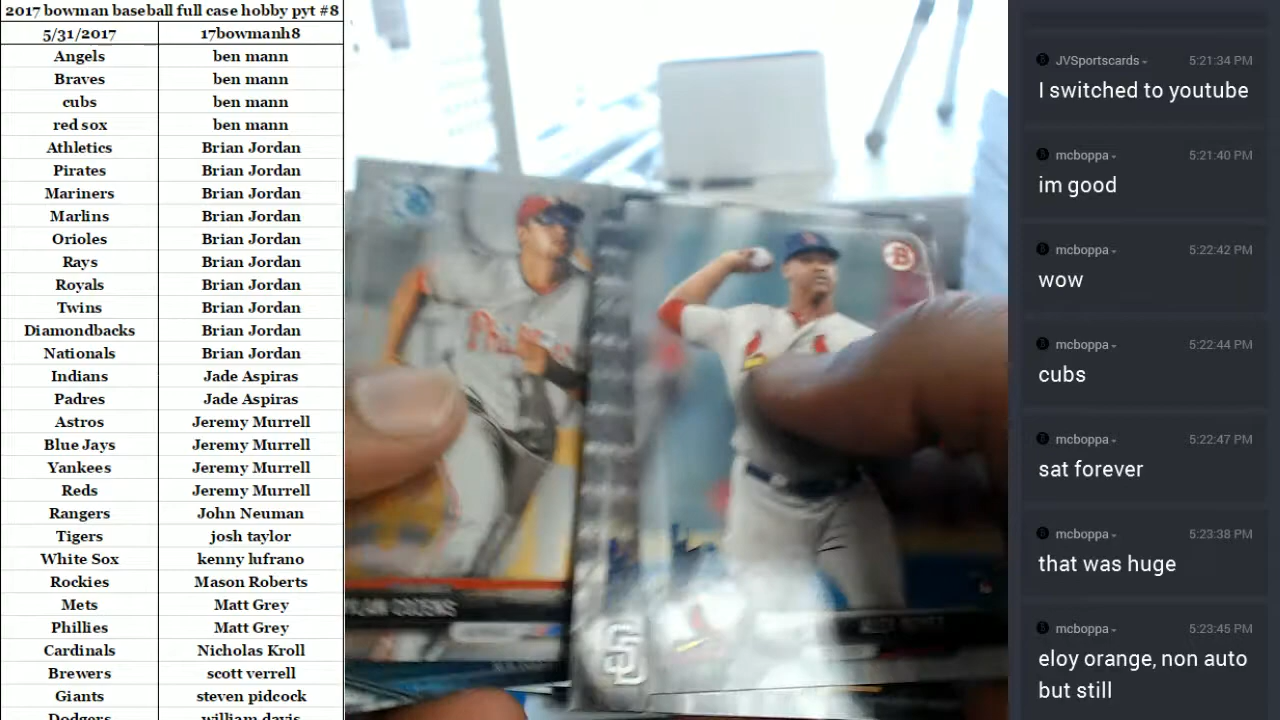 2017 bowman baseball full case hobby pyt #8
5/31/2017 17bowmanh8
Angels ben mann
Braves ben mann
cubs ben mann
red sox ben mann
Athletics Brian Jordan
Pirates Brian Jordan
Mariners Brian Jordan
Marlins Brian Jordan
Orioles Brian Jordan
Rays Brian Jordan
Royals Brian Jordan
Twins Brian Jordan
Diamondbacks Brian Jordan
Nationals Brian Jordan
Indians Jade Aspiras
Padres Jade Aspiras
Astros Jeremy Murrell
Blue Jays Jeremy Murrell
Yankees Jeremy Murrell
Reds Jeremy Murrell
Rangers John Neuman
Tigers josh taylor
White Sox kenny lufrano
Rockies Mason Roberts
Mets Matt Grey
Phillies Matt Grey
Cardinals Nicholas Kroll
Brewers scott verrell
Giants steven pidcock
Dodgers william davis
B
SD
JVSportscards 5:21:34 PM
I switched to youtube
mcboppa 5:21:40 PM
im good
mcboppa 5:22:42 PM
wow
mcboppa 5:22:44 PM
cubs
mcboppa 5:22:47 PM
sat forever
mcboppa 5:23:38 PM
that was huge
mcboppa 5:23:45 PM
eloy orange, non auto
but still